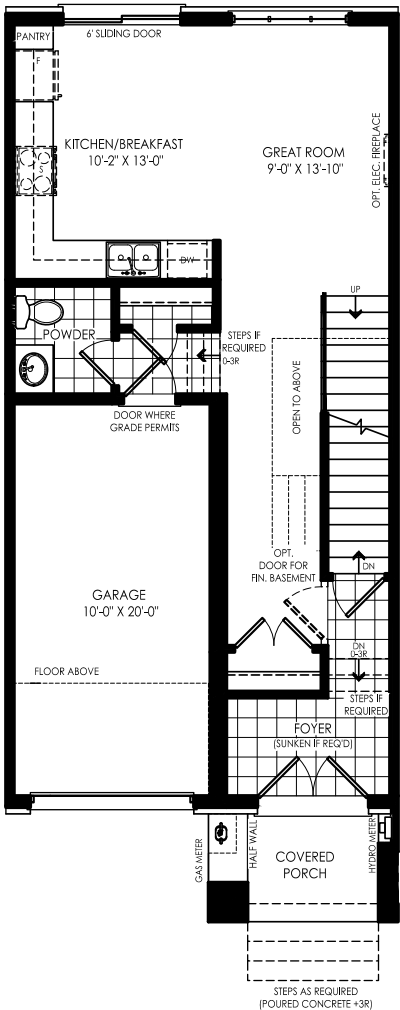 PANTRY
6' SLIDING DOOR
F
KITCHEN/BREAKFAST
10'-2" X 13'-0"
GREAT ROOM
9'-0" X 13'-10"
OPT. ELEC. FIREPLACE
S
DW
UP
POWDER
STEPS IF
REQUIRED
0-3R
OPEN TO ABOVE
DOOR WHERE
GRADE PERMITS
OPT.
DOOR FOR
FIN. BASEMENT
DN
GARAGE
10'-0" X 20'-0"
DN
0-3R
FLOOR ABOVE
STEPS IF
REQUIRED
FOYER
(SUNKEN IF REQ'D)
GAS METER
HALF WALL
HYDRO METER
COVERED
PORCH
STEPS AS REQUIRED
(POURED CONCRETE +3R)